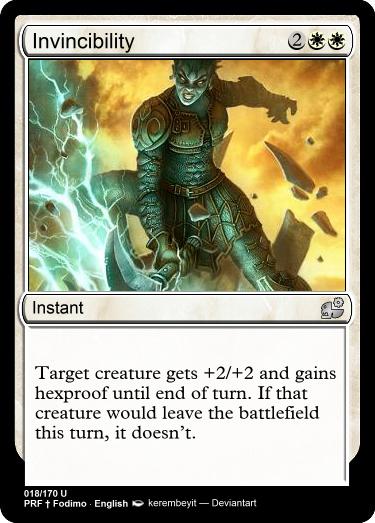 Invincibility 2
Instant
Target creature gets +2/+2 and gains
hexproof until end of turn. If that
creature would leave the battlefield
this turn, it doesn't.
018/170 U
PRF † Fodimo · English kerembeyit — Deviantart